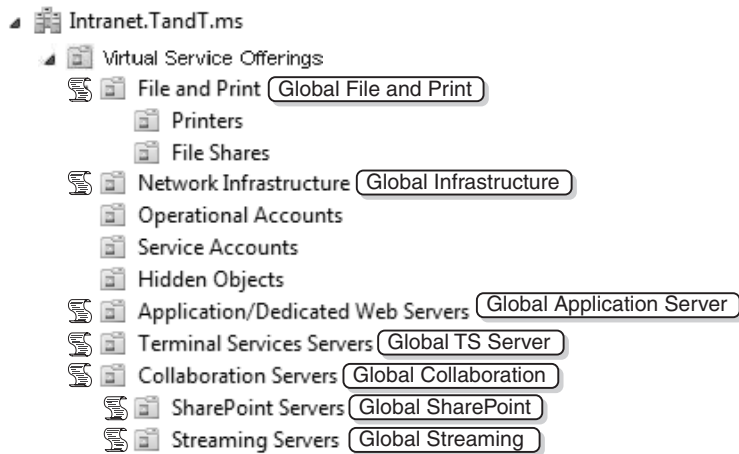 Intranet.TandT.ms
Virtual Service Offerings
File and Print Global File and Print
Printers
File Shares
Network Infrastructure Global Infrastructure
Operational Accounts
Service Accounts
Hidden Objects
Application/Dedicated Web Servers Global Application Server
Terminal Services Servers Global TS Server
Collaboration Servers Global Collaboration
SharePoint Servers Global SharePoint
Streaming Servers Global Streaming